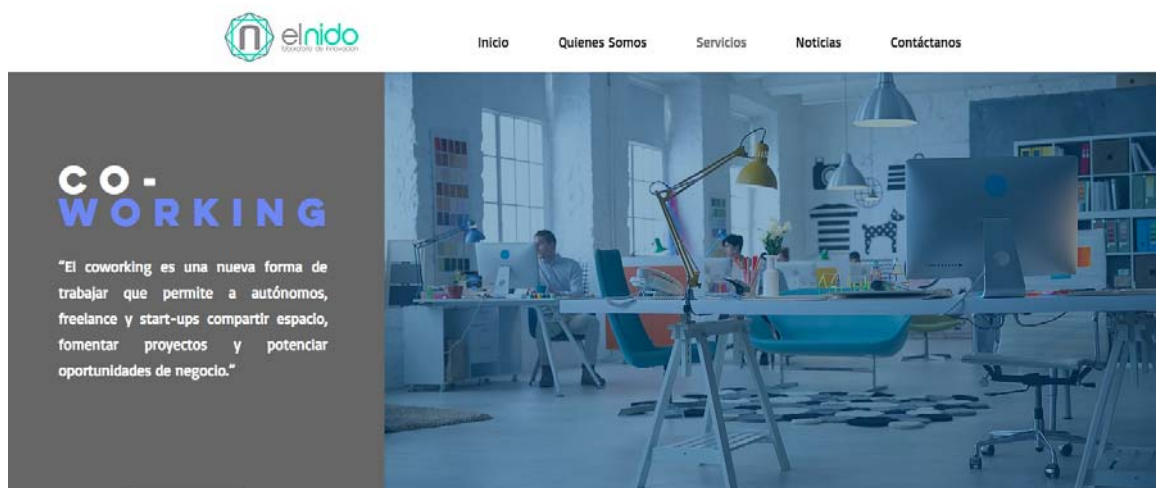 elnido
laboratorio de innovación
Inicio Quienes Somos Servicios Noticias Contáctanos
CO-
WORKING
“El coworking es una nueva forma de
trabajar que permite a autónomos,
freelance y start-ups compartir espacio,
fomentar proyectos y potenciar
oportunidades de negocio.”